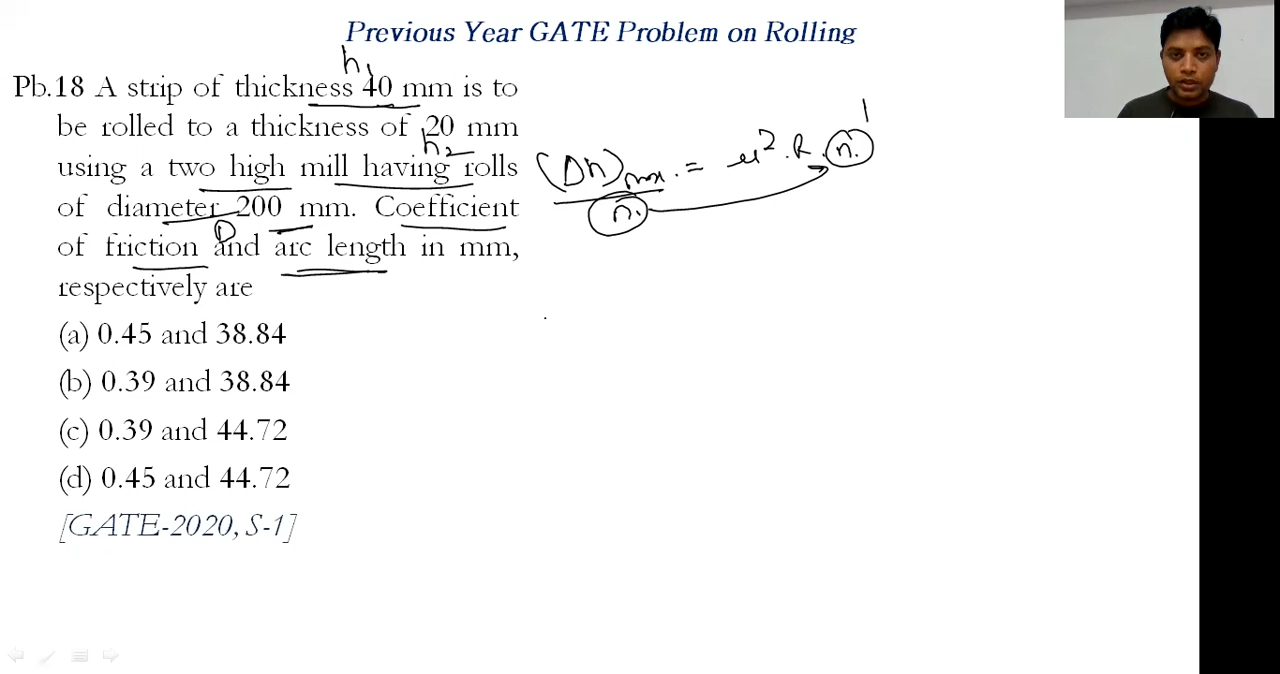 Previous Year GATE Problem on Rolling
Pb.18 A strip of thickness 40 mm is to
be rolled to a thickness of 20 mm
using a two high mill having rolls
of diameter 200 mm. Coefficient
of friction and arc length in mm,
respectively are
(a) 0.45 and 38.84
(b) 0.39 and 38.84
(c) 0.39 and 44.72
(d) 0.45 and 44.72
[GATE-2020, S-1]
h1
h2
D
(Δh)max. = μ². R. n. 1
n.